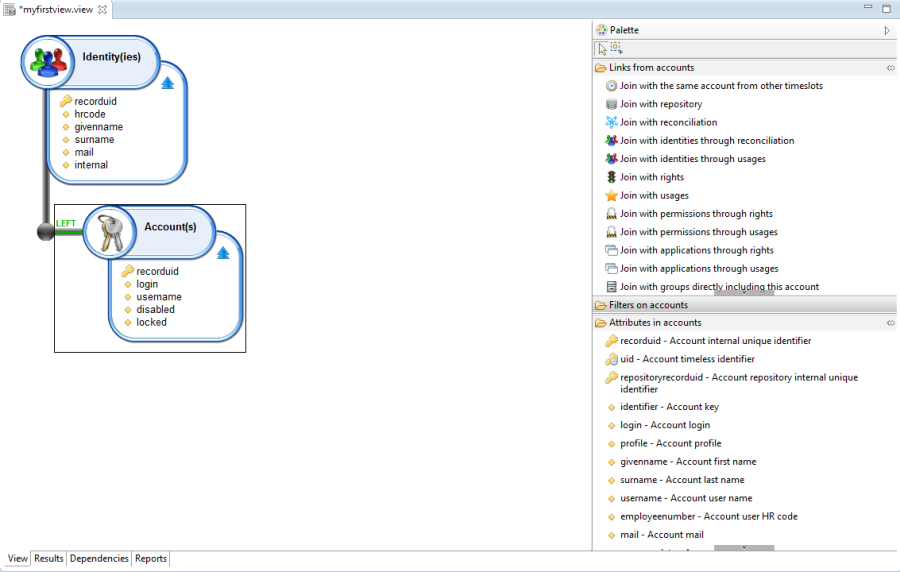 *myfirstview.view
Identity(ies)
recorduid
hrcode
givenname
surname
mail
internal
LEFT
Account(s)
recorduid
login
username
disabled
locked
Palette
Links from accounts
Join with the same account from other timeslots
Join with repository
Join with reconciliation
Join with identities through reconciliation
Join with identities through usages
Join with rights
Join with usages
Join with permissions through rights
Join with permissions through usages
Join with applications through rights
Join with applications through usages
Join with groups directly including this account
Filters on accounts
Attributes in accounts
recorduid - Account internal unique identifier
uid - Account timeless identifier
repositoryrecorduid - Account repository internal unique
identifier
identifier - Account key
login - Account login
profile - Account profile
givenname - Account first name
surname - Account last name
username - Account user name
employeenumber - Account user HR code
mail - Account mail
View Results Dependencies Reports